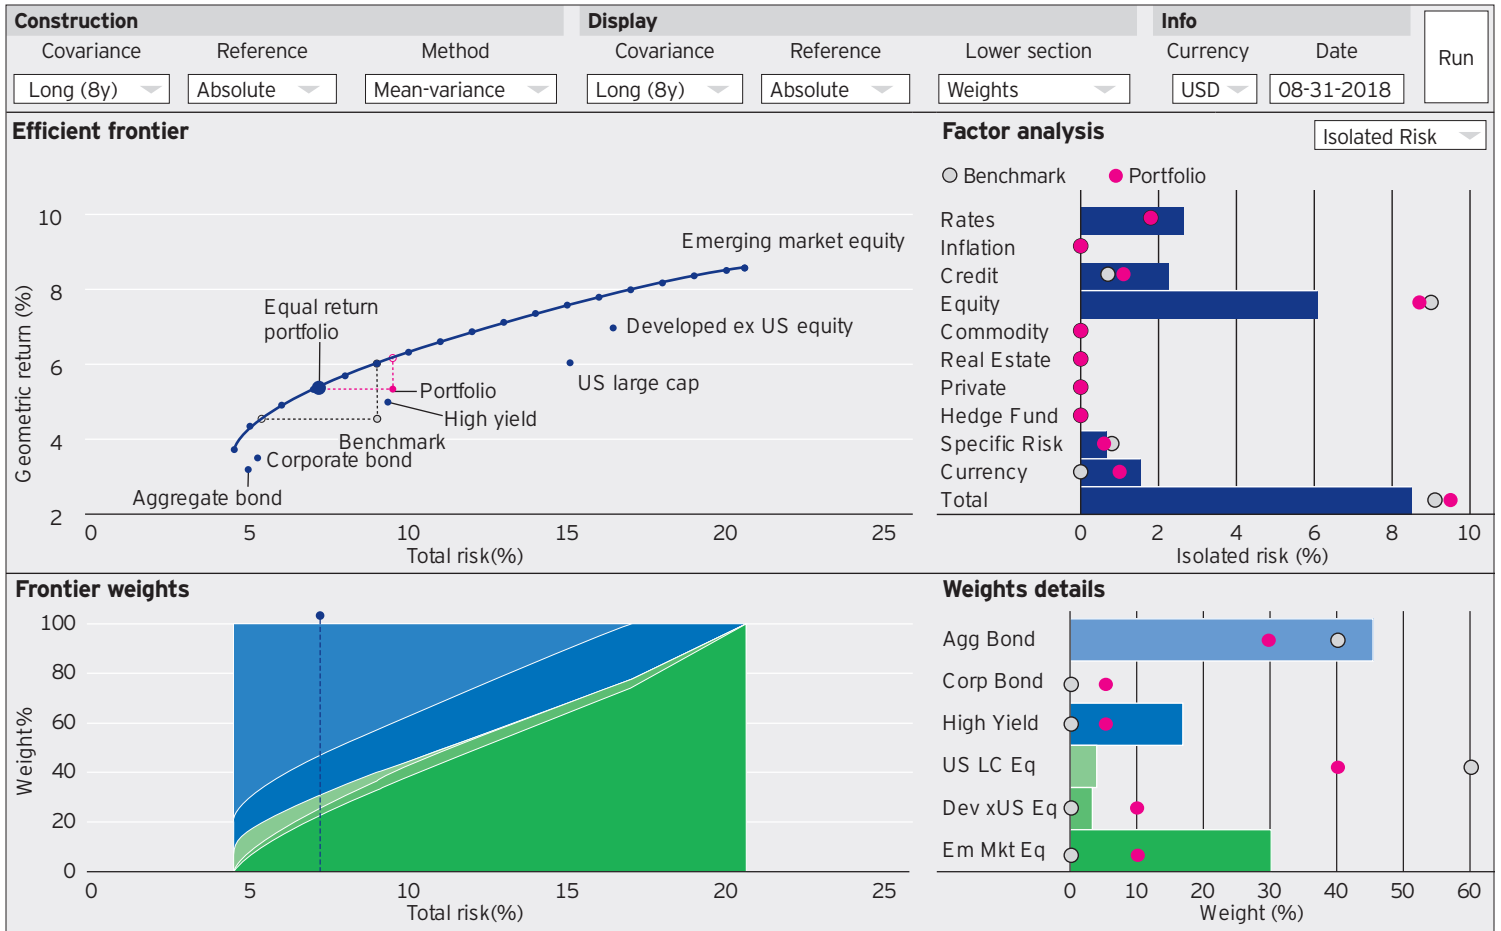 Construction
Display
Info
Covariance
Reference
Method
Covariance
Reference
Lower section
Currency
Date
Run
Long (8y)
Absolute
Mean-variance
Long (8y)
Absolute
Weights
USD
08-31-2018
Efficient frontier
10
8
6
4
2
Geometric return (%)
Emerging market equity
Equal return
portfolio
Developed ex US equity
US large cap
Portfolio
High yield
Benchmark
Corporate bond
Aggregate bond
0 5 10 15 20 25
Total risk(%)
Factor analysis
Isolated Risk
Benchmark
Portfolio
Rates
Inflation
Credit
Equity
Commodity
Real Estate
Private
Hedge Fund
Specific Risk
Currency
Total
0 2 4 6 8 10
Isolated risk (%)
Frontier weights
100
80
60
40
20
0
Weight%
0 5 10 15 20 25
Total risk(%)
Weights details
Agg Bond
Corp Bond
High Yield
US LC Eq
Dev xUS Eq
Em Mkt Eq
0 10 20 30 40 50 60
Weight (%)